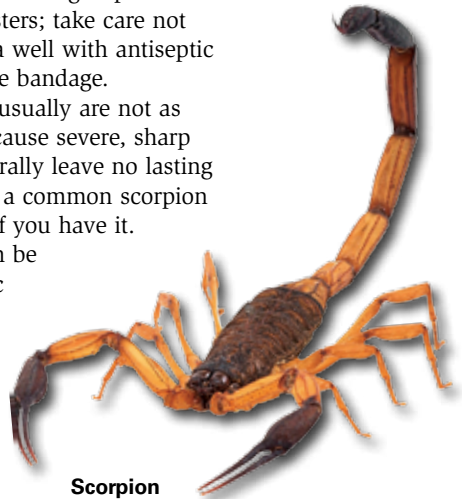 sters; take care not
a well with antiseptic
e bandage.
usually are not as
cause severe, sharp
rally leave no lasting
a common scorpion
f you have it.
n be
c
Scorpion